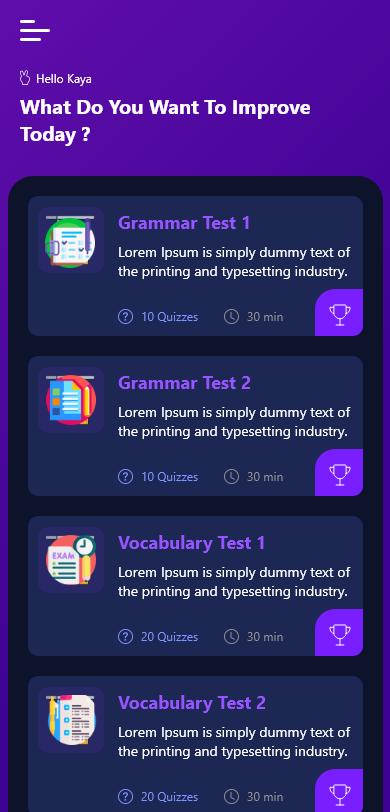 Hello Kaya
What Do You Want To Improve
Today ?
Grammar Test 1
Lorem Ipsum is simply dummy text of
the printing and typesetting industry.
10 Quizzes 30 min
Grammar Test 2
Lorem Ipsum is simply dummy text of
the printing and typesetting industry.
10 Quizzes 30 min
EXAM
Vocabulary Test 1
Lorem Ipsum is simply dummy text of
the printing and typesetting industry.
20 Quizzes 30 min
Vocabulary Test 2
Lorem Ipsum is simply dummy text of
the printing and typesetting industry.
20 Quizzes 30 min